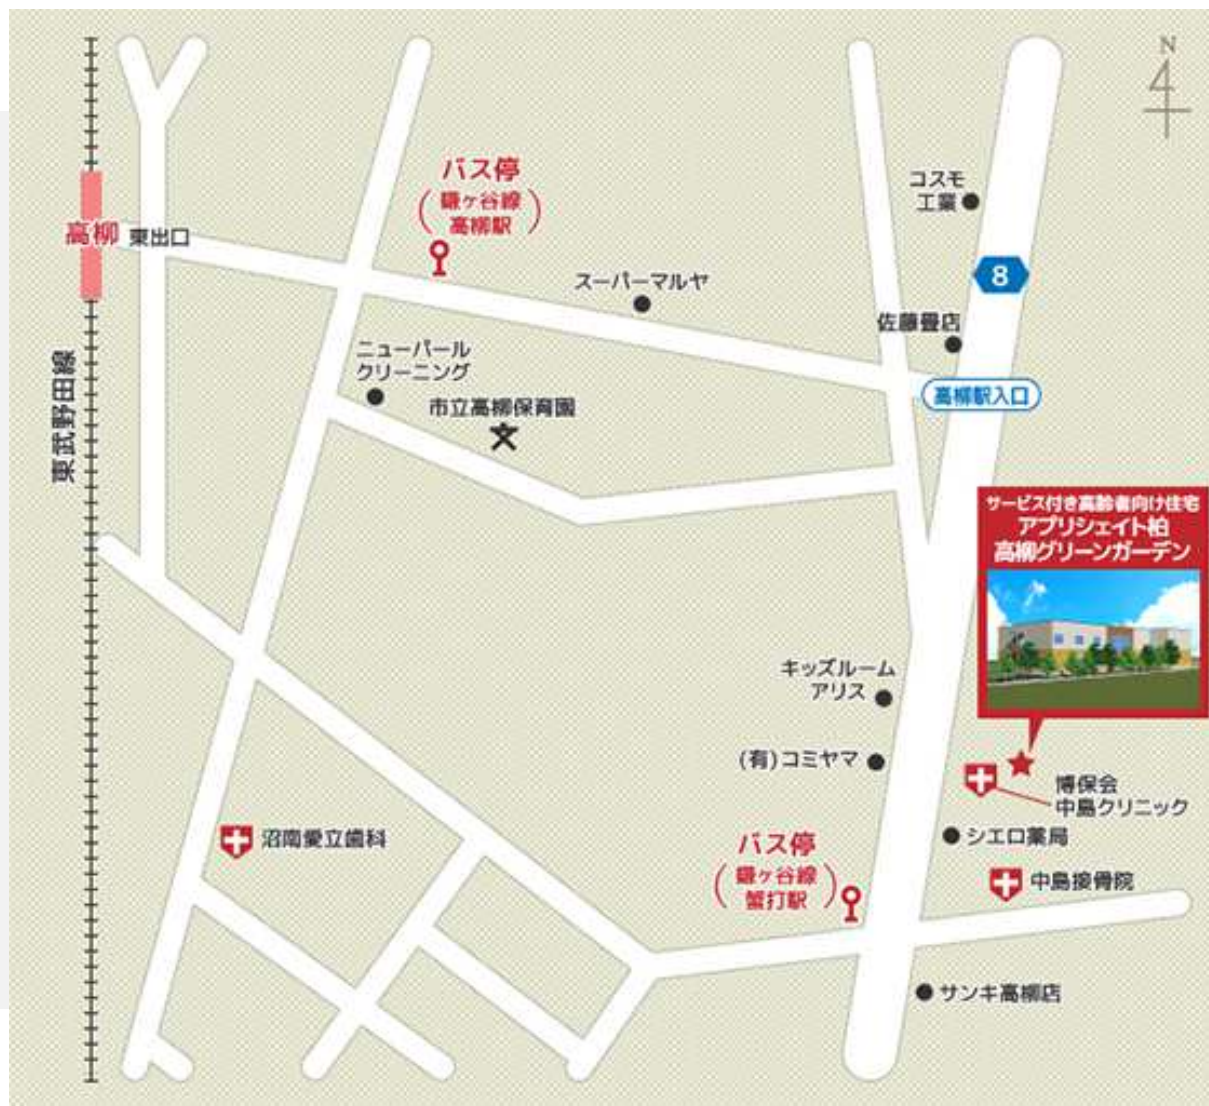 N
コスモ
工業
バス停
鎌ヶ谷線
高柳駅
高柳
東出口
8
スーパーマルヤ
佐藤畳店
ニューパール
クリーニング
高柳駅入口
市立高柳保育園
東武野田線
サービス付き高齢者向け住宅
アプリシェイト柏
高柳グリーンガーデン
キッズルーム
アリス
(有)コミヤマ
博保会
中島クリニック
沼南愛立歯科
シエロ薬局
バス停
鎌ヶ谷線
蟹打駅
中島接骨院
サンキ高柳店